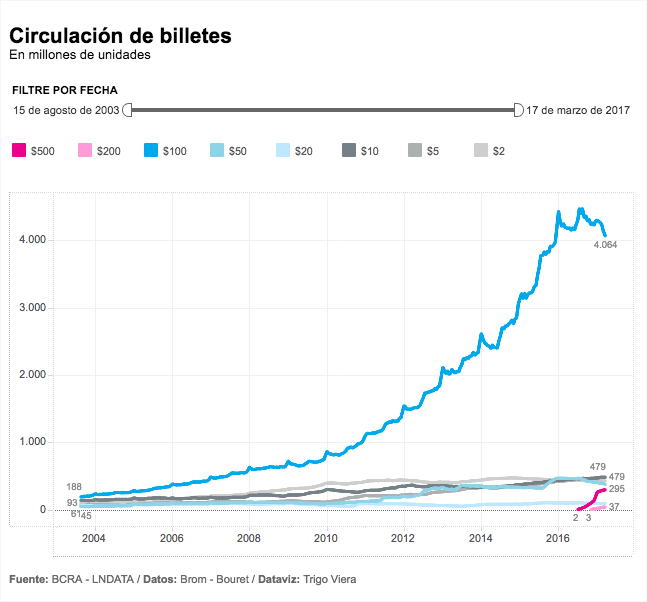 Circulación de billetes
En millones de unidades
FILTRE POR FECHA
15 de agosto de 2003 17 de marzo de 2017
$500 $200 $100 $50 $20 $10 $5 $2
4.000
3.000
2.000
1.000
0
4.064
188
93
61
45
479
479
295
37
2 3
2004 2006 2008 2010 2012 2014 2016
Fuente: BCRA - LNDATA / Datos: Brom - Bouret / Dataviz: Trigo Viera